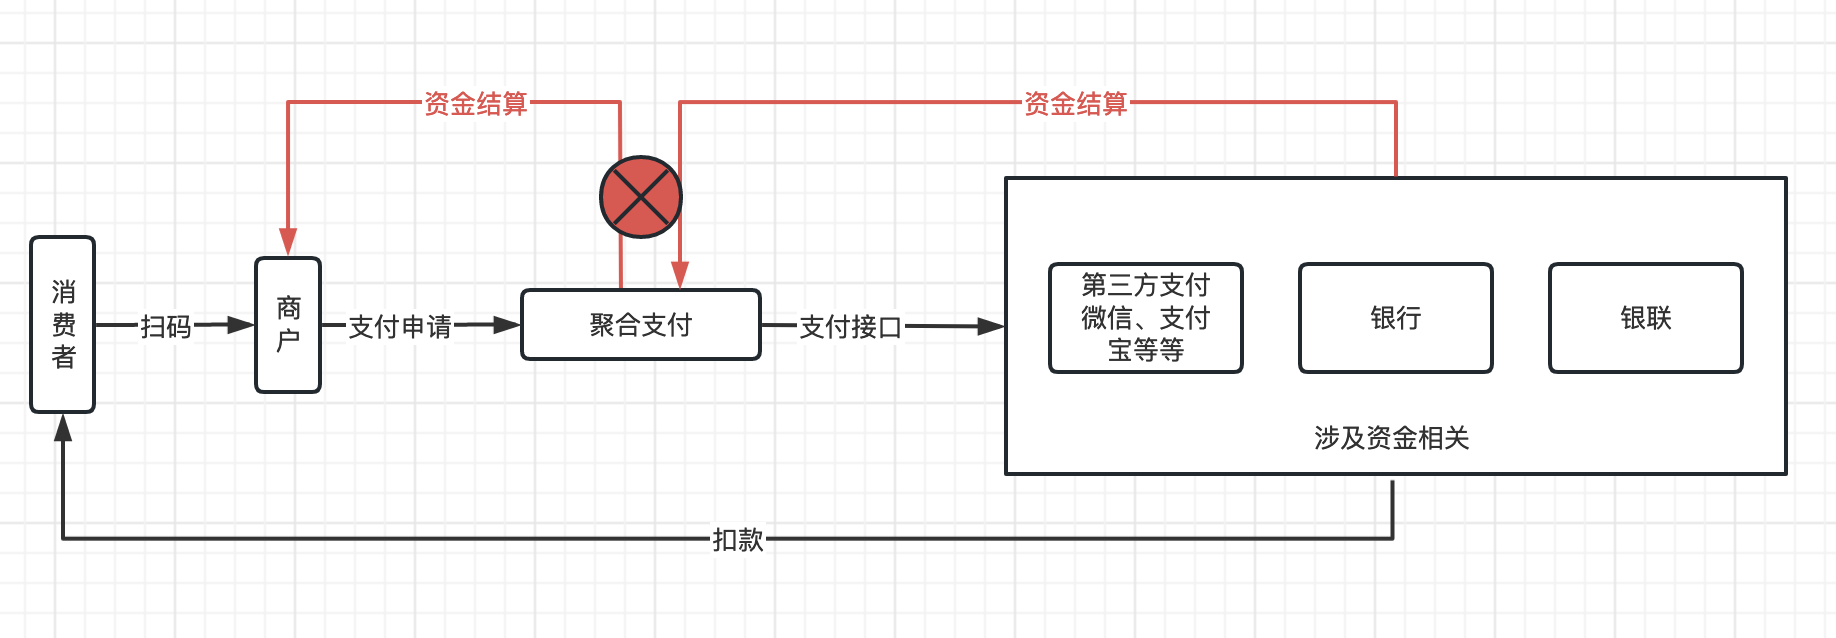 资金结算
资金结算
消
费
者
扫码
商
户
支付申请
聚合支付
支付接口
第三方支付
微信、支付
宝等等
银行
银联
涉及资金相关
扣款